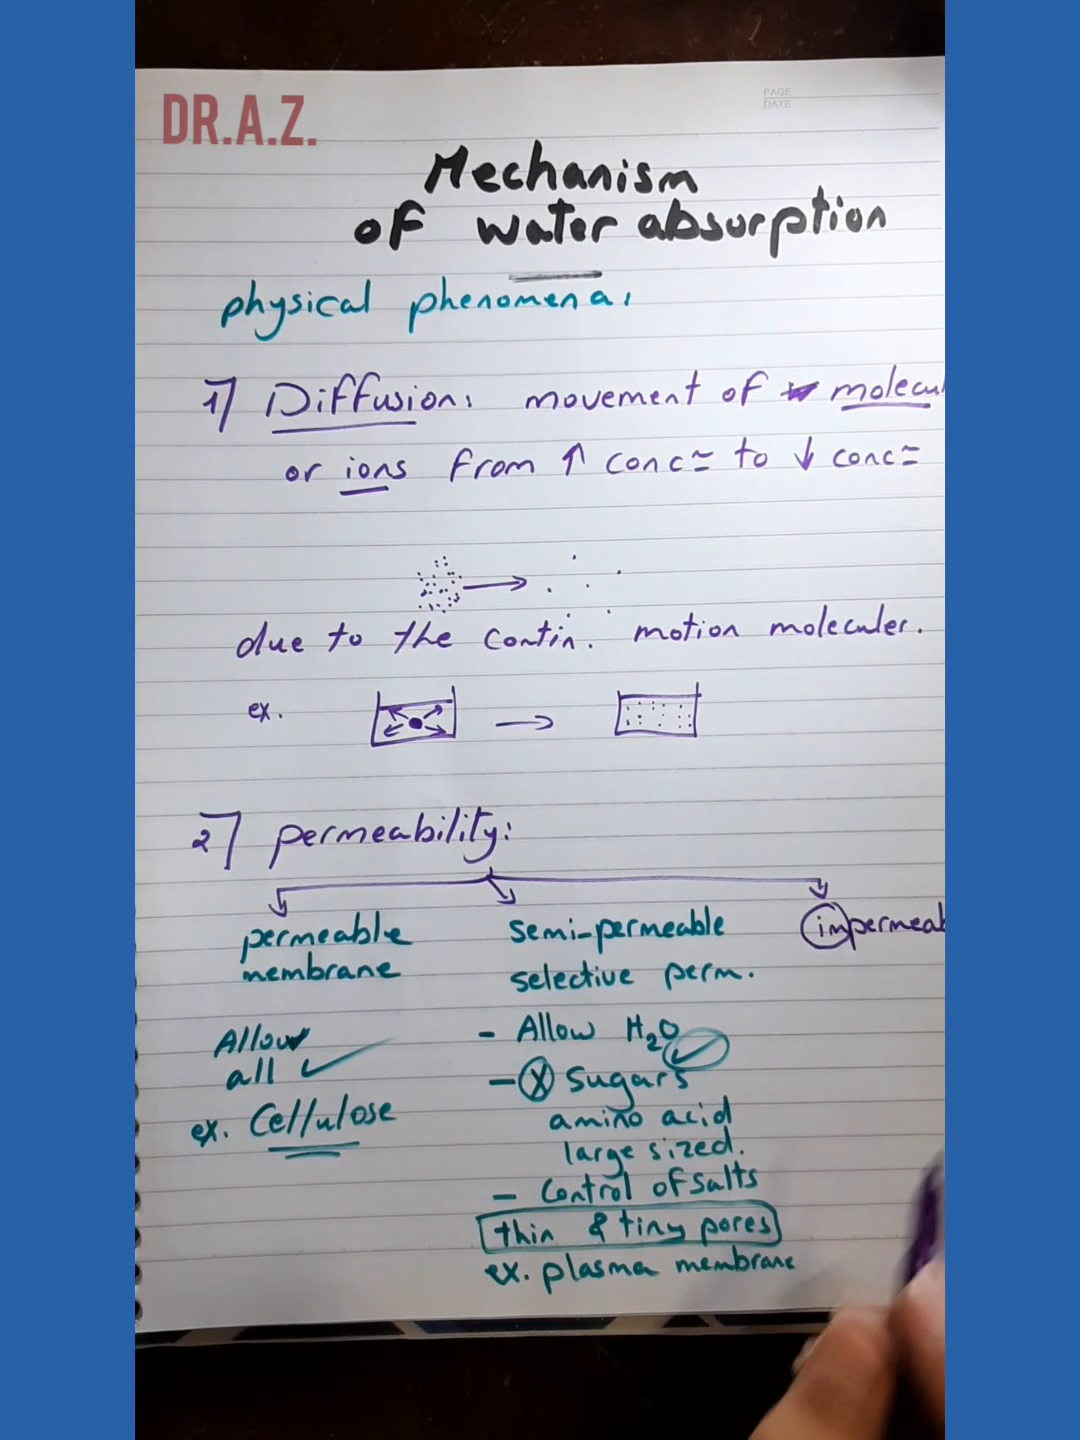 DR.A.Z.
PAGE
DATE
Mechanism
of water absorption
physical phenomena:
1) Diffusion: movement of molecul
or ions from ↑ conc= to ↓ conc=
due to the contin. motion moleculer.
ex.
2) permeability:
permeable membrane
semi-permeable
selective perm.
impermeab
Allow
all ✓
ex. Cellulose
- Allow H₂O ✓
- X sugars
amino acid
large sized.
- Control of salts
thin & tiny pores
ex. plasma membrane